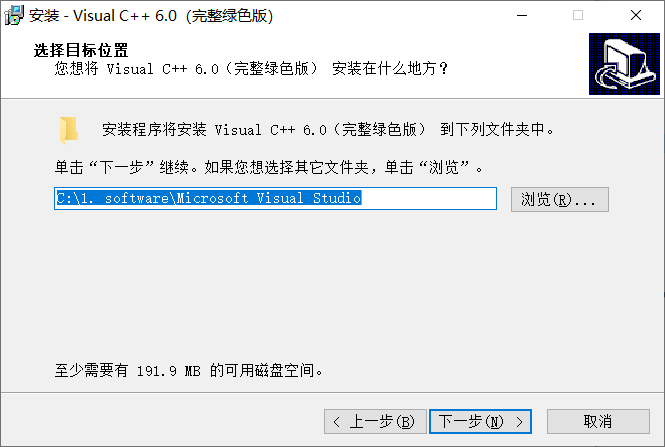 安装 - Visual C++ 6.0（完整绿色版）
选择目标位置
您想将 Visual C++ 6.0（完整绿色版） 安装在什么地方？
安装程序将安装 Visual C++ 6.0（完整绿色版） 到下列文件夹中。
单击“下一步”继续。如果您想选择其它文件夹，单击“浏览”。
C:\1. software\Microsoft Visual Studio
浏览(R)...
至少需要有 191.9 MB 的可用磁盘空间。
< 上一步(B)
下一步(N) >
取消